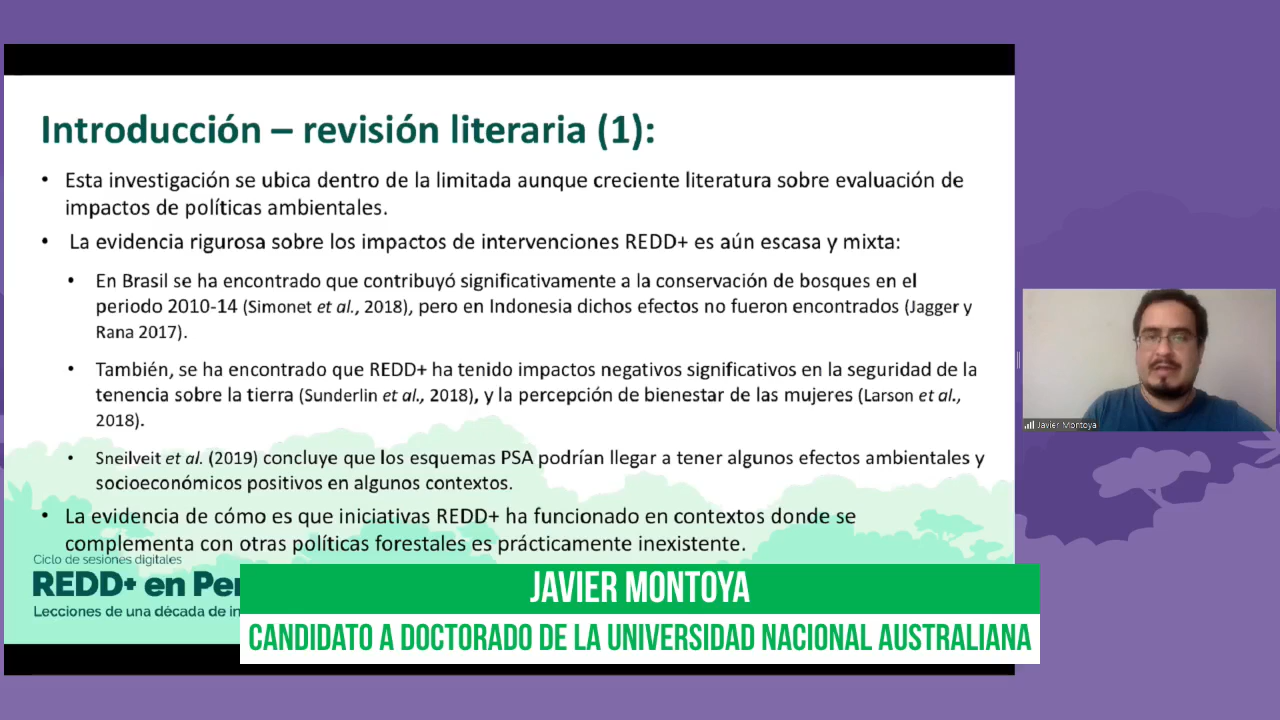 Introducción – revisión literaria (1):
• Esta investigación se ubica dentro de la limitada aunque creciente literatura sobre evaluación de
impactos de políticas ambientales.
• La evidencia rigurosa sobre los impactos de intervenciones REDD+ es aún escasa y mixta:
• En Brasil se ha encontrado que contribuyó significativamente a la conservación de bosques en el
periodo 2010-14 (Simonet et al., 2018), pero en Indonesia dichos efectos no fueron encontrados (Jagger y
Rana 2017).
• También, se ha encontrado que REDD+ ha tenido impactos negativos significativos en la seguridad de la
tenencia sobre la tierra (Sunderlin et al., 2018), y la percepción de bienestar de las mujeres (Larson et al.,
2018).
• Sneilveit et al. (2019) concluye que los esquemas PSA podrían llegar a tener algunos efectos ambientales y
socioeconómicos positivos en algunos contextos.
• La evidencia de cómo es que iniciativas REDD+ ha funcionado en contextos donde se
complementa con otras políticas forestales es prácticamente inexistente.
Ciclo de sesiones digitales
REDD+ en Per
Lecciones de una década de in
JAVIER MONTOYA
CANDIDATO A DOCTORADO DE LA UNIVERSIDAD NACIONAL AUSTRALIANA
Javier Montoya